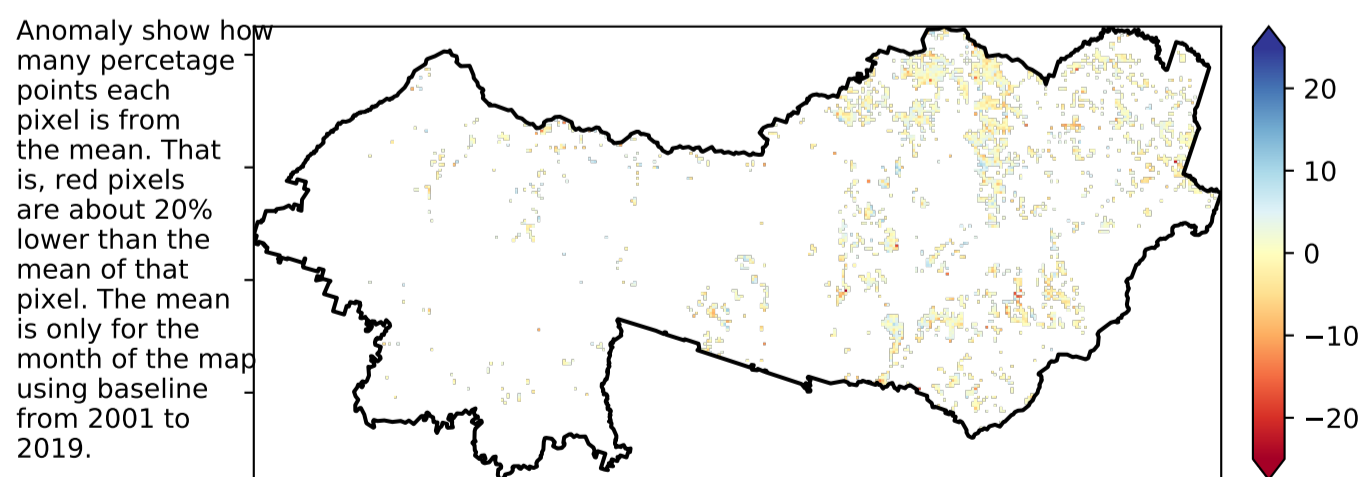 Anomaly show how
many percetage
points each
pixel is from
the mean. That
is, red pixels
are about 20%
lower than the
mean of that
pixel. The mean
is only for the
month of the map
using baseline
from 2001 to
2019.
20
10
0
−10
−20